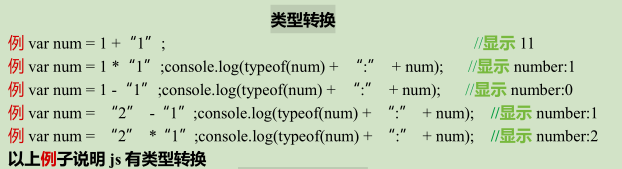 类型转换
例 var num = 1 + “1” ; //显示 11
例 var num = 1 * “1” ;console.log(typeof(num) + “:” + num); //显示 number:1
例 var num = 1 - “1” ;console.log(typeof(num) + “:” + num); //显示 number:0
例 var num = “2” - “1” ;console.log(typeof(num) + “:” + num); //显示 number:1
例 var num = “2” * “1” ;console.log(typeof(num) + “:” + num); //显示 number:2
以上例子说明 js 有类型转换